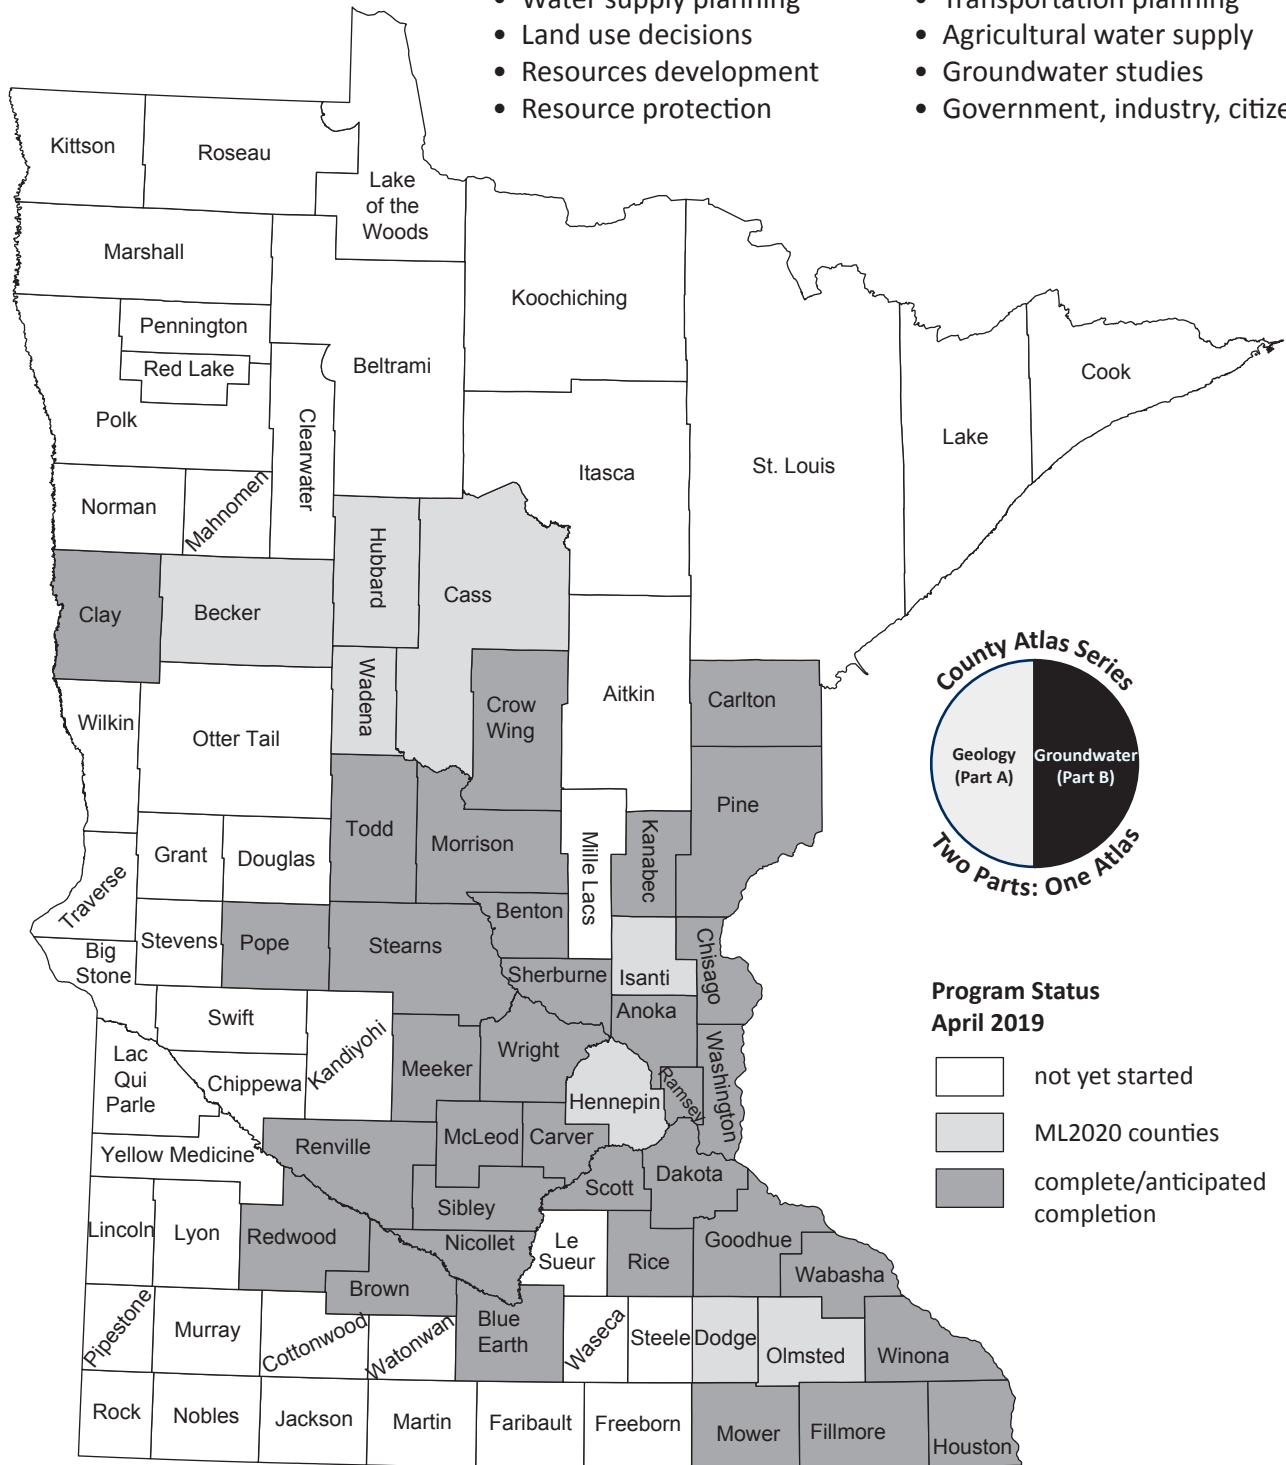 • Water supply planning
• Land use decisions
• Resources development
• Resource protection
• Transportation planning
• Agricultural water supply
• Groundwater studies
• Government, industry, citize
Kittson
Roseau
Lake
of the
Woods
Marshall
Koochiching
Pennington
Red Lake
Beltrami
Cook
Polk
Clearwater
Lake
Itasca
St. Louis
Norman
Mahnomen
Hubbard
Cass
Clay
Becker
Wadena
Aitkin
Carlton
Crow
Wing
Wilkin
Otter Tail
Pine
Todd
Morrison
Kanabec
Mille Lacs
Grant
Douglas
Traverse
Benton
Stevens
Pope
Stearns
Chisago
Big
Stone
Sherburne
Isanti
Anoka
Swift
Kandiyohi
Wright
Washington
Lac
Qui
Parle
Chippewa
Meeker
Hennepin
Ramsey
Renville
McLeod
Carver
Yellow Medicine
Dakota
Scott
Sibley
Lincoln
Lyon
Redwood
Nicollet
Le
Sueur
Rice
Goodhue
Wabasha
Brown
Pipestone
Murray
Cottonwood
Watonwan
Blue
Earth
Waseca
Steele
Dodge
Olmsted
Winona
Rock
Nobles
Jackson
Martin
Faribault
Freeborn
Mower
Fillmore
Houston
County Atlas Series
Geology
(Part A)
Groundwater
(Part B)
Two Parts: One Atlas
Program Status
April 2019
not yet started
ML2020 counties
complete/anticipated
completion